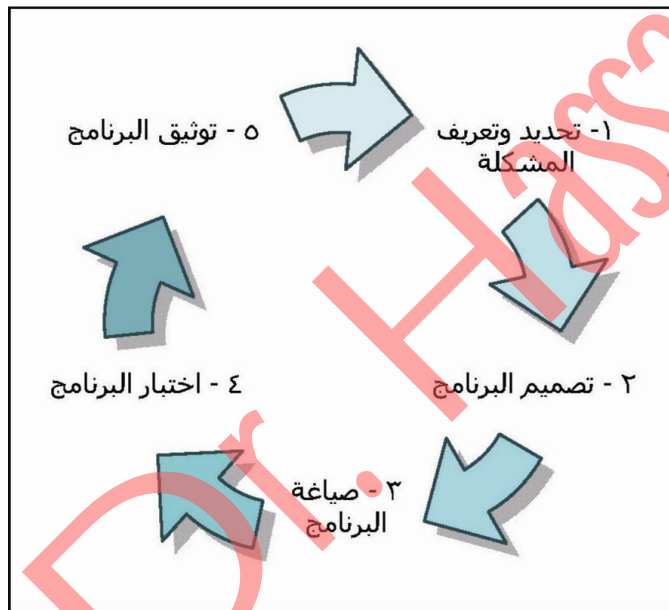 ١- تحديد وتعريف
المشكلة
٢ - تصميم البرنامج
٣ - صياغة
البرنامج
٤ - اختبار البرنامج
٥ - توثيق البرنامج
Dr. Hass